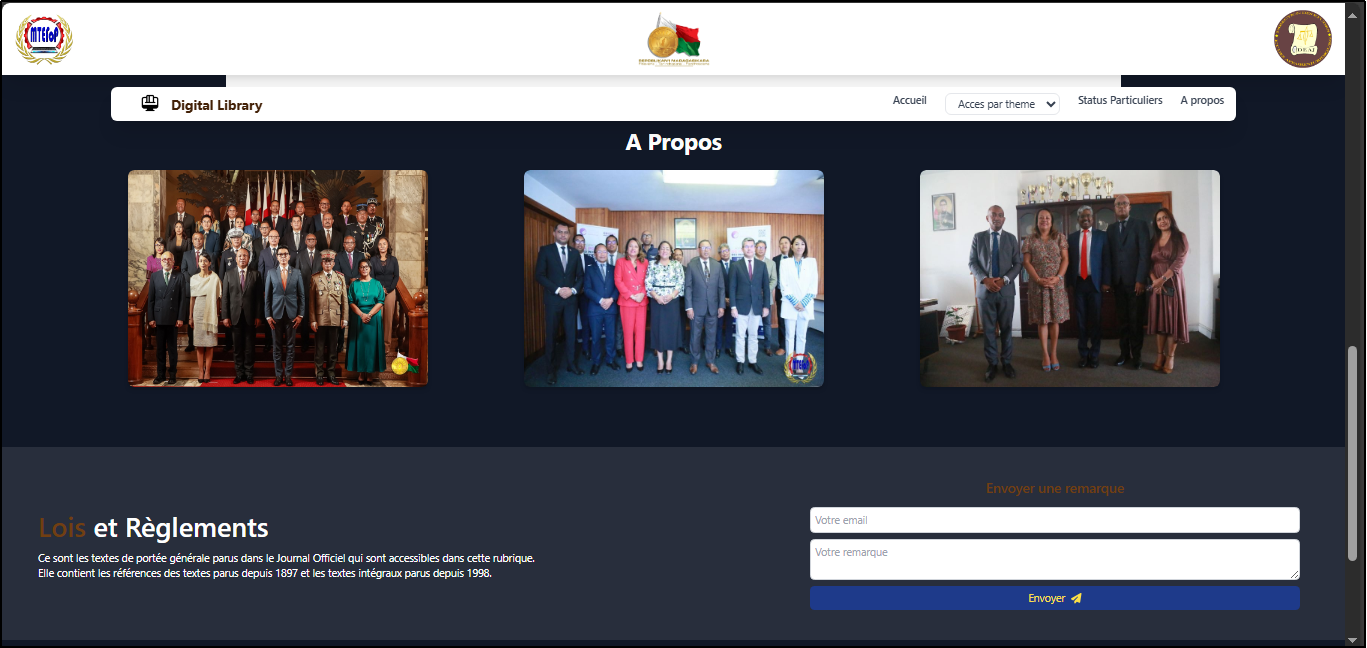 MTEFoP
REPOBLIKAN'I MADAGASIKARA
Digital Library
Accueil
Acces par theme
Status Particuliers
A propos
A Propos
Lois et Règlements
Ce sont les textes de portée générale parus dans le Journal Officiel qui sont accessibles dans cette rubrique.
Elle contient les références des textes parus depuis 1897 et les textes intégraux parus depuis 1998.
Envoyer une remarque
Votre email
Votre remarque
Envoyer